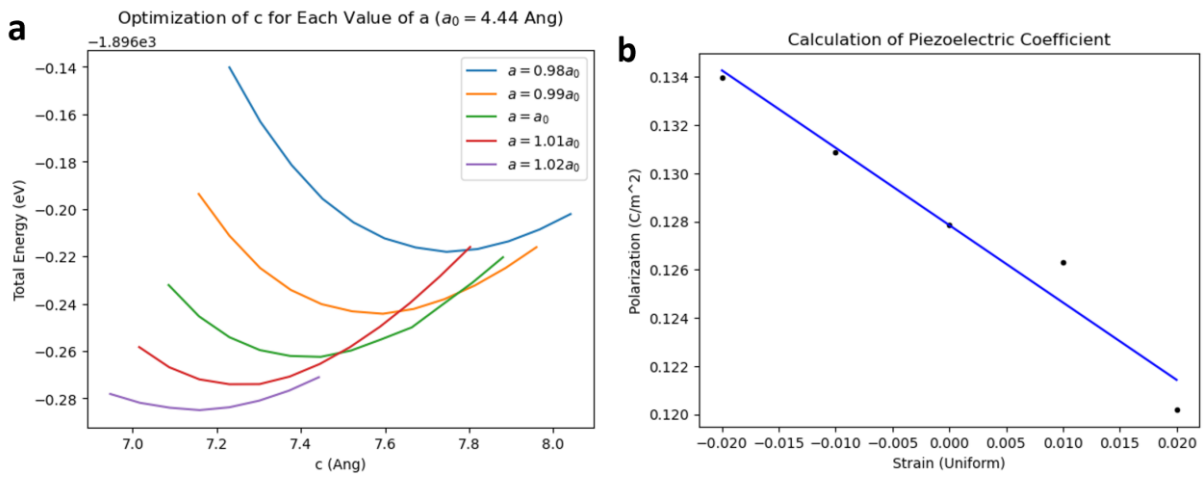 a
Optimization of c for Each Value of a (a₀ = 4.44 Ang)
−1.896e3
−0.14
−0.16
−0.18
−0.20
−0.22
−0.24
−0.26
−0.28
Total Energy (eV)
a = 0.98a₀
a = 0.99a₀
a = a₀
a = 1.01a₀
a = 1.02a₀
7.0 7.2 7.4 7.6 7.8 8.0
c (Ang)
b
Calculation of Piezoelectric Coefficient
0.134
0.132
0.130
0.128
0.126
0.124
0.122
0.120
Polarization (C/m^2)
−0.020 −0.015 −0.010 −0.005 0.000 0.005 0.010 0.015 0.020
Strain (Uniform)